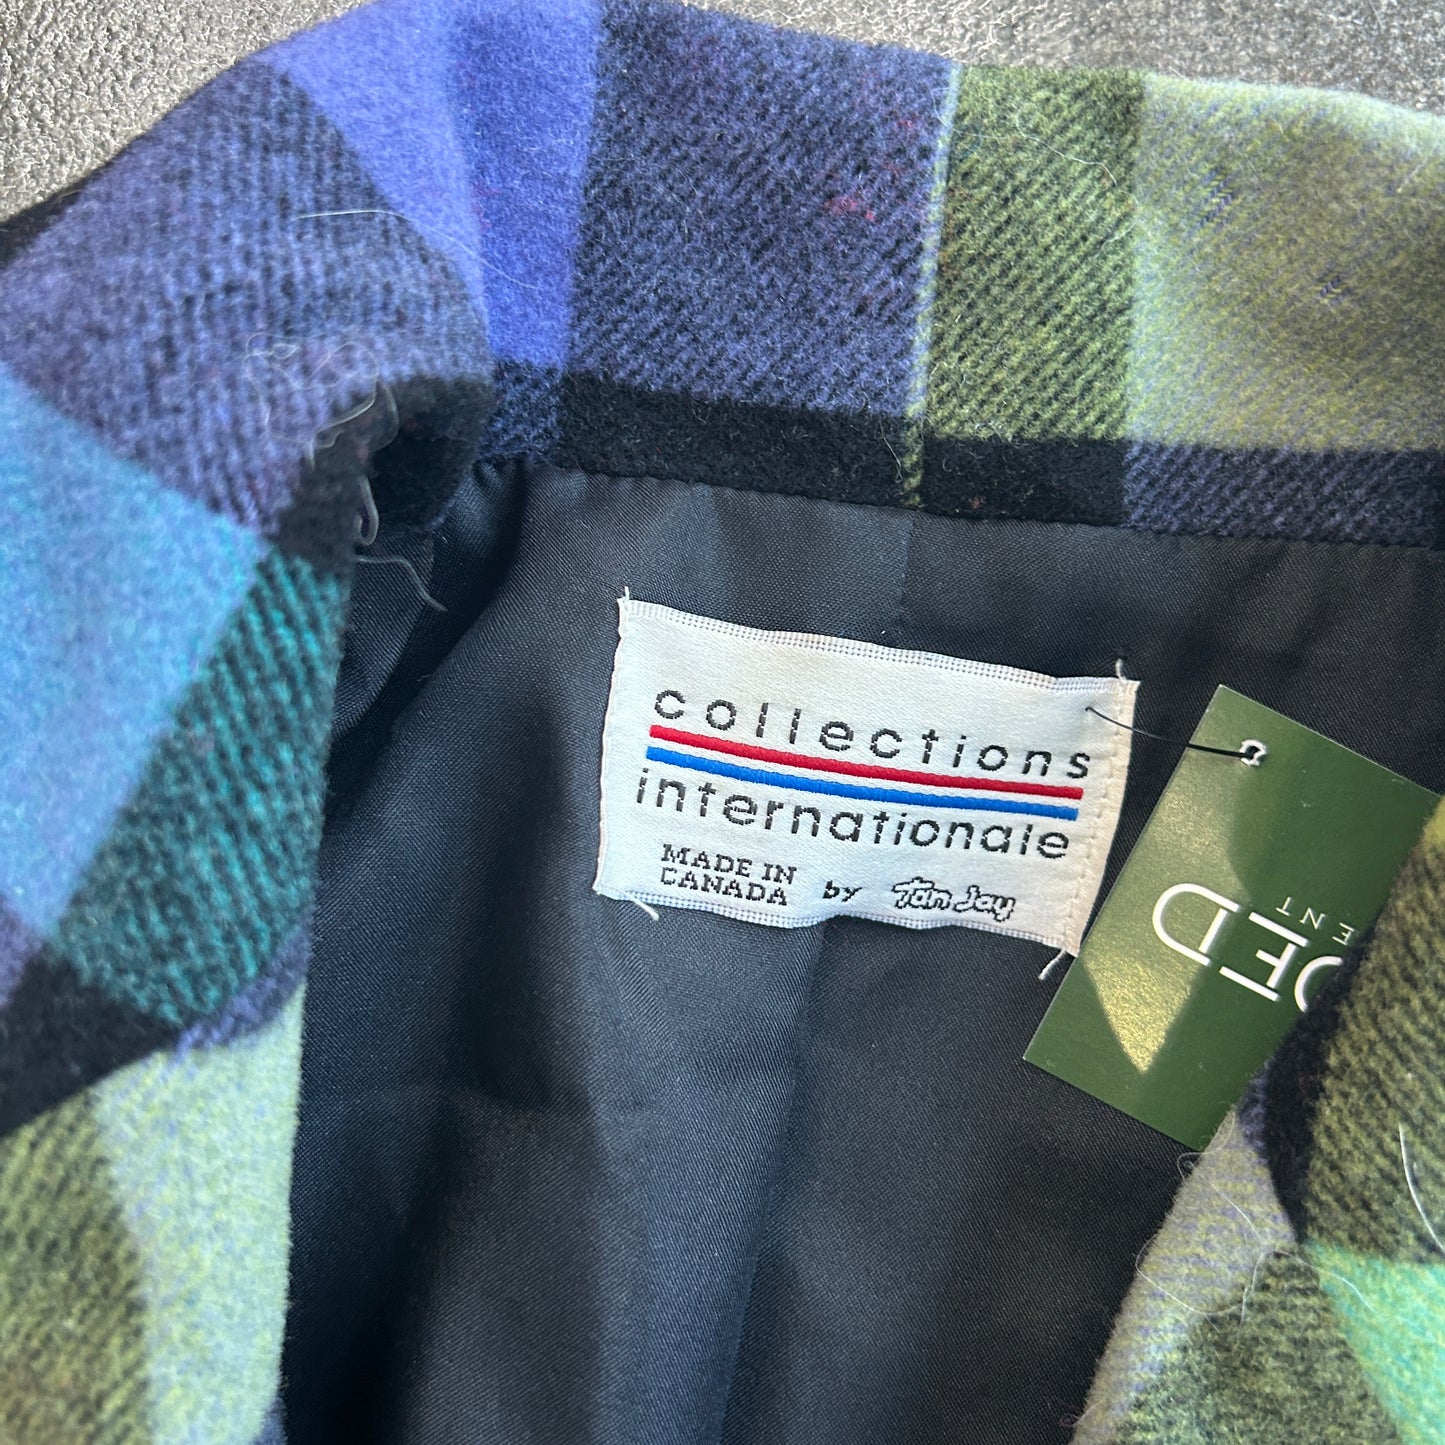 collections
internationale
MADE IN
CANADA
by Tan Jay